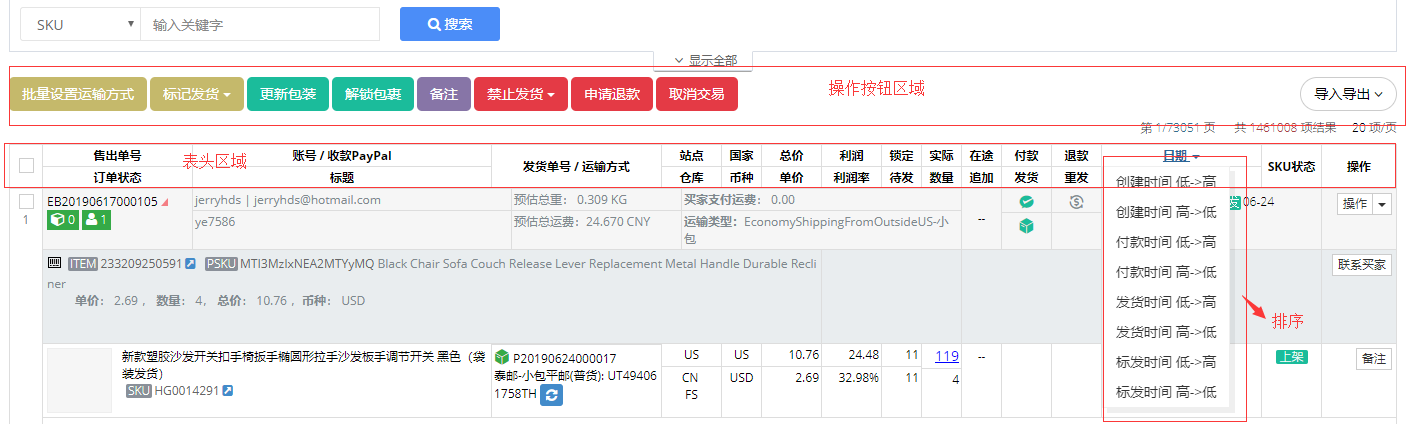 SKU 输入关键字 搜索
显示全部
批量设置运输方式 标记发货 更新包装 解锁包裹 备注 禁止发货 申请退款 取消交易 操作按钮区域 导入导出
第 1/73051 页 共 1461008 项结果 20 项/页
售出单号 账号 / 收款PayPal 发货单号 / 运输方式 站点 国家 总价 利润 锁定 实际 在途 付款 退款 日期 SKU状态 操作
表头区域
订单状态 标题 仓库 币种 单价 利润率 待发 数量 追加 发货 重发
创建时间 低->高
EB20190617000105 jerryhds | jerryhds@hotmail.com 预估总重: 0.309 KG 买家支付运费: 0.00 -- 发 06-24 操作
1 0 1 ye7586 预估总运费: 24.670 CNY 运输类型: EconomyShippingFromOutsideUS-小
包
创建时间 高->低
付款时间 低->高
付款时间 高->低
发货时间 低->高
发货时间 高->低
标发时间 低->高
标发时间 高->低
排序
ITEM 233209250591 PSKU MTI3MzIxNEA2MTYyMQ Black Chair Sofa Couch Release Lever Replacement Metal Handle Durable Recli
ner
联系买家
单价: 2.69 , 数量: 4, 总价: 10.76 , 币种: USD
新款塑胶沙发开关扣手椅扳手椭圆形拉手沙发板手调节开关 黑色（袋
装发货）
SKU HG0014291
P20190624000017
泰邮-小包平邮(普货): UT49406
1758TH
US US 10.76 24.48 11 119 -- 上架 备注
CN USD 2.69 32.98% 11 4
FS